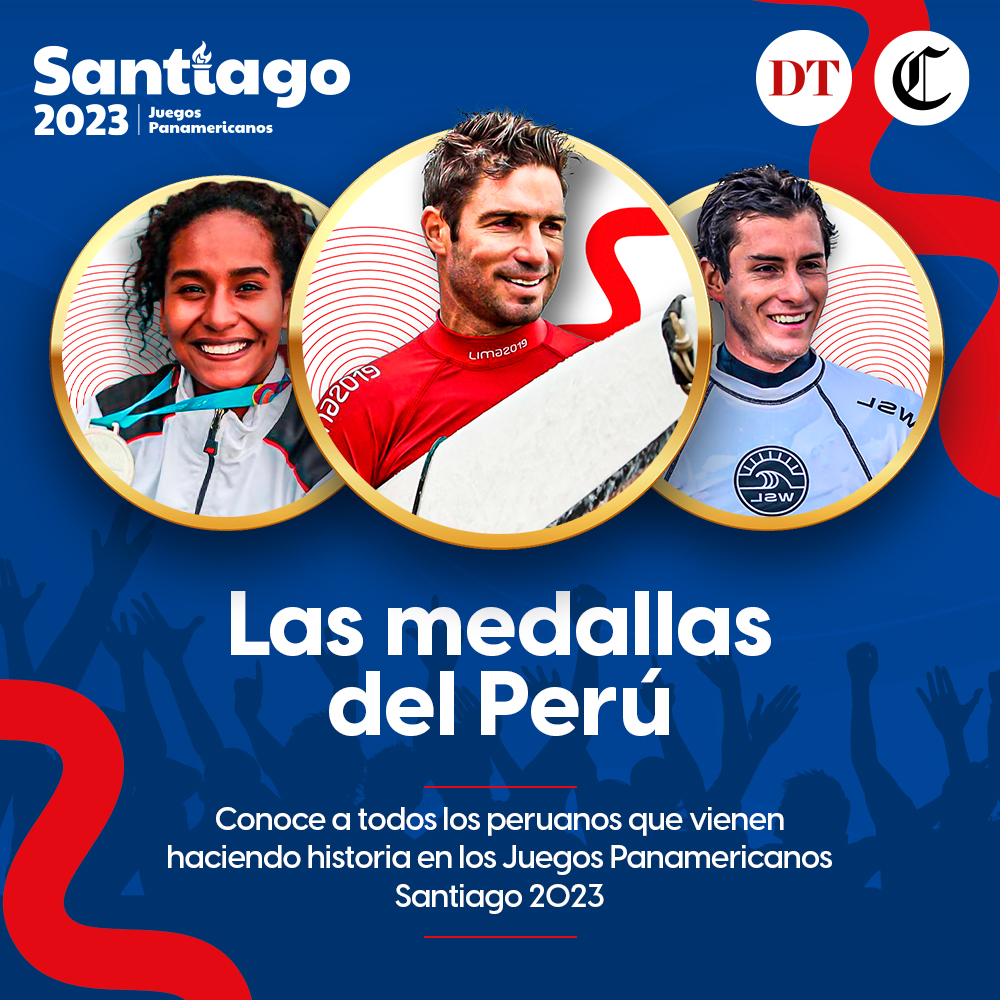 Santiago
2023
Juegos
Panamericanos
DT
C
LIMA2019
MA2019
WSL
WSL
Las medallas
del Perú
Conoce a todos los peruanos que vienen
haciendo historia en los Juegos Panamericanos
Santiago 2023